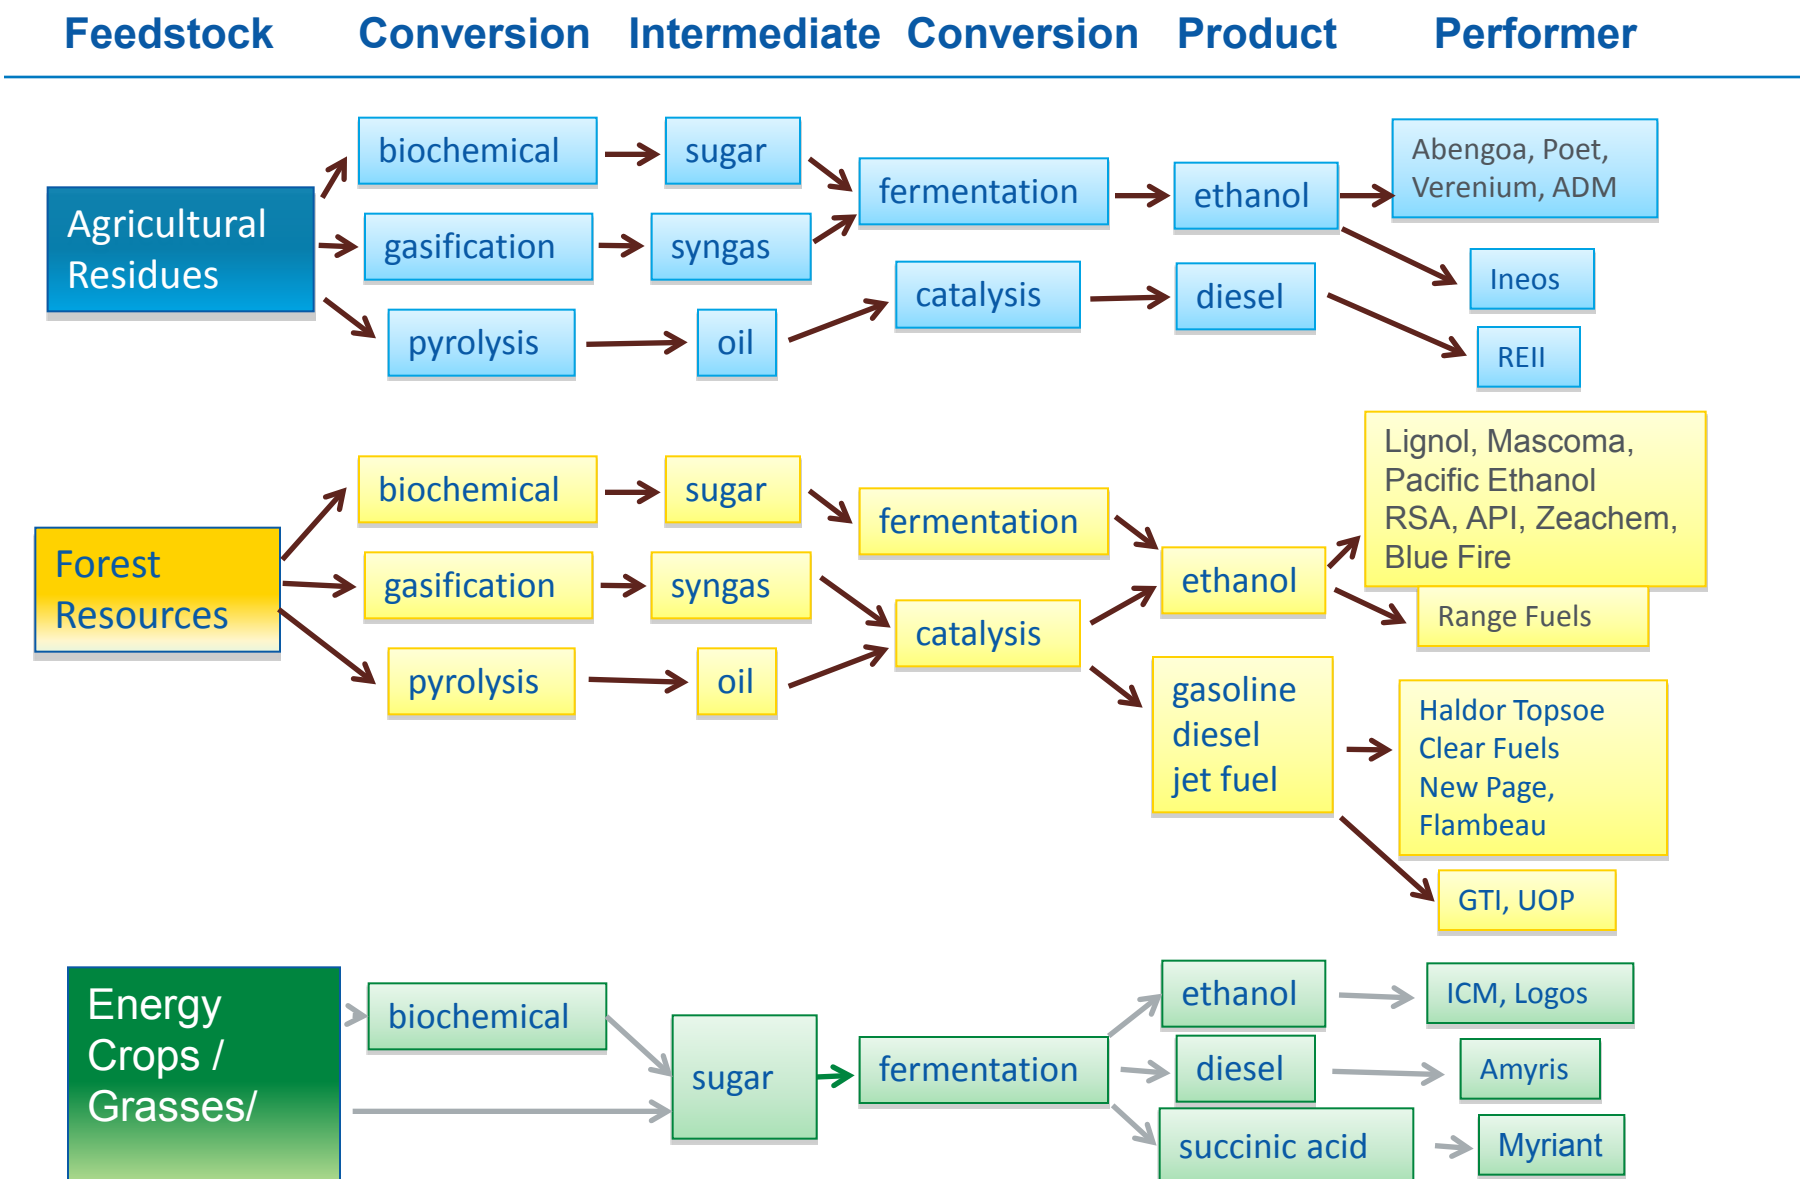 Feedstock Conversion Intermediate Conversion Product Performer
biochemical
sugar
fermentation
ethanol
Abengoa, Poet,
Verenium, ADM
Agricultural
Residues
gasification
syngas
catalysis
diesel
Ineos
pyrolysis
oil
REII
biochemical
sugar
fermentation
Lignol, Mascoma,
Pacific Ethanol
RSA, API, Zeachem,
Blue Fire
Forest
Resources
gasification
syngas
catalysis
ethanol
Range Fuels
pyrolysis
oil
gasoline
diesel
jet fuel
Haldor Topsoe
Clear Fuels
New Page,
Flambeau
GTI, UOP
Energy
Crops /
Grasses/
biochemical
sugar
fermentation
ethanol
ICM, Logos
diesel
Amyris
succinic acid
Myriant